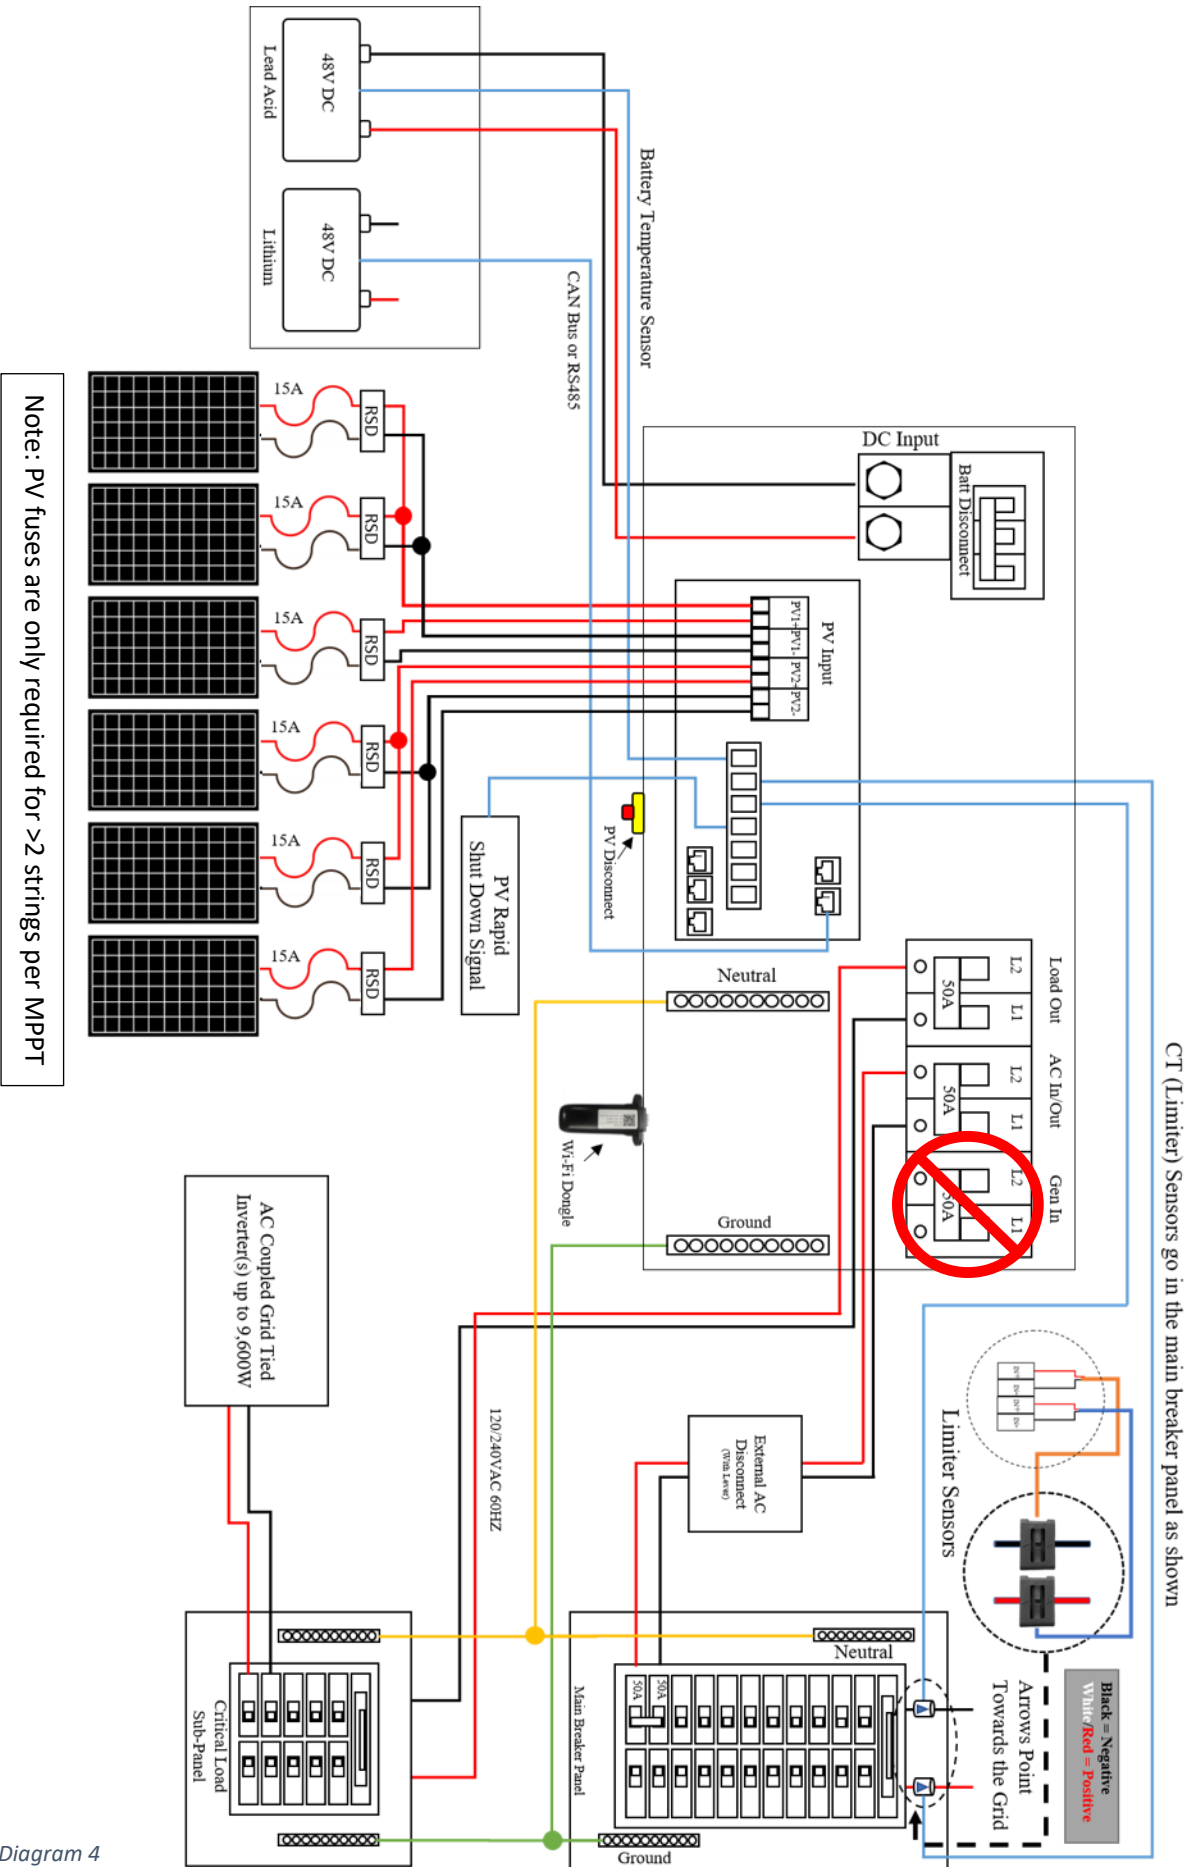 48V DC
Lead Acid
48V DC
Lithium
Battery Temperature Sensor
CAN Bus or RS485
DC Input
Batt Disconnect
PV Input
PV1+
PV1-
PV2+
PV2-
15A
RSD
15A
RSD
15A
RSD
15A
RSD
15A
RSD
15A
RSD
Note: PV fuses are only required for >2 strings per MPPT
PV Rapid
Shut Down Signal
PV Disconnect
Neutral
Load Out
L2
L1
50A
AC In/Out
L2
L1
50A
Gen In
L2
L1
50A
Wi-Fi Dongle
Ground
CT (Limiter) Sensors go in the main breaker panel as shown
AC Coupled Grid Tied
Inverter(s) up to 9,600W
120/240VAC 60HZ
External AC
Disconnect
(With Lever)
IN+
IN-
IN+
IN-
Limiter Sensors
Black = Negative
White/Red = Positive
Arrows Point
Towards the Grid
Neutral
50A
50A
Main Breaker Panel
Critical Load
Sub-Panel
Ground
Diagram 4